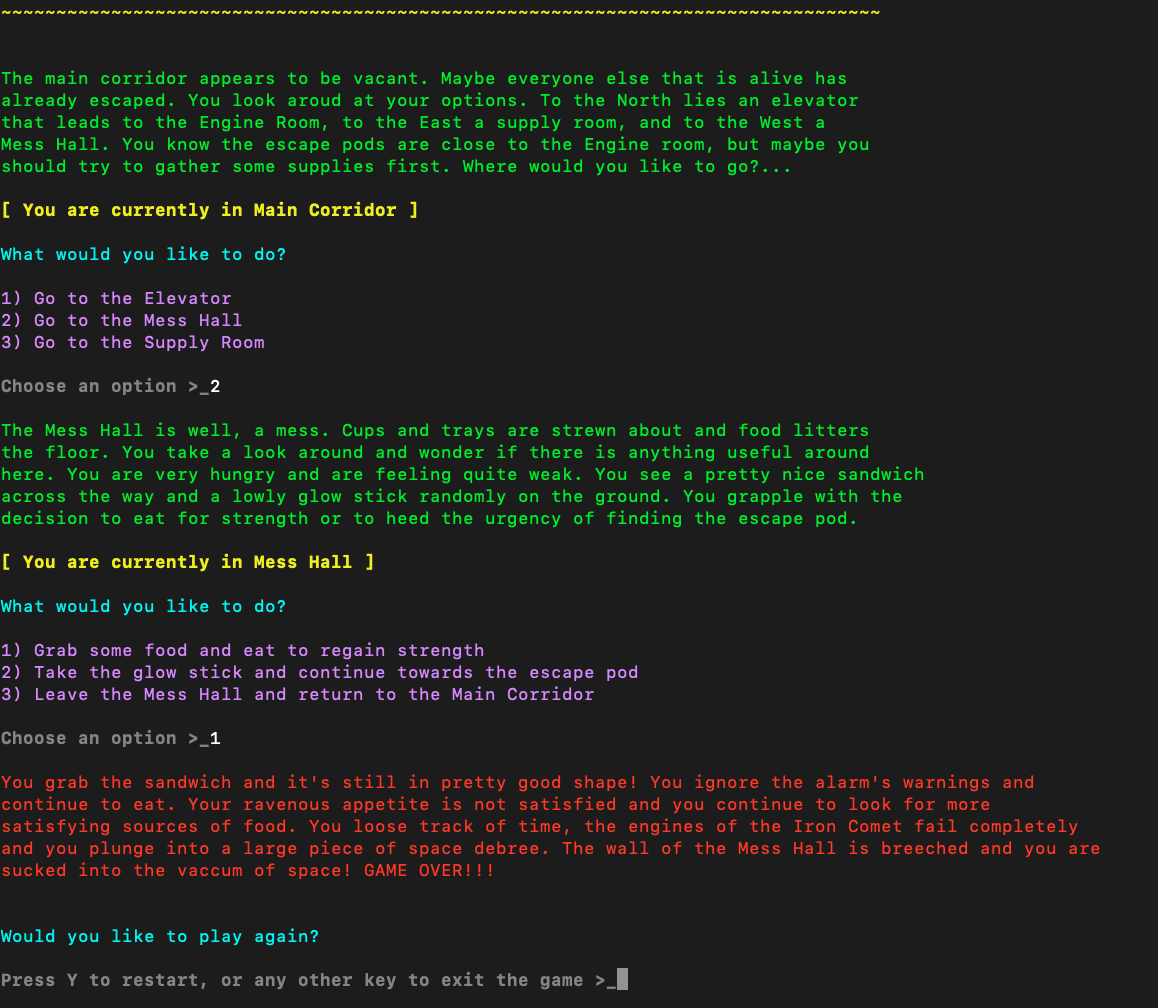 ~~~~~~~~~~~~~~~~~~~~~~~~~~~~~~~~~~~~~~~~~~~~~~~~~~~~~~~~~~~~~~~~~~~~~~~~~~~~~~~~
The main corridor appears to be vacant. Maybe everyone else that is alive has
already escaped. You look aroud at your options. To the North lies an elevator
that leads to the Engine Room, to the East a supply room, and to the West a
Mess Hall. You know the escape pods are close to the Engine room, but maybe you
should try to gather some supplies first. Where would you like to go?...
[ You are currently in Main Corridor ]
What would you like to do?
1) Go to the Elevator
2) Go to the Mess Hall
3) Go to the Supply Room
Choose an option >_2
The Mess Hall is well, a mess. Cups and trays are strewn about and food litters
the floor. You take a look around and wonder if there is anything useful around
here. You are very hungry and are feeling quite weak. You see a pretty nice sandwich
across the way and a lowly glow stick randomly on the ground. You grapple with the
decision to eat for strength or to heed the urgency of finding the escape pod.
[ You are currently in Mess Hall ]
What would you like to do?
1) Grab some food and eat to regain strength
2) Take the glow stick and continue towards the escape pod
3) Leave the Mess Hall and return to the Main Corridor
Choose an option >_1
You grab the sandwich and it's still in pretty good shape! You ignore the alarm's warnings and
continue to eat. Your ravenous appetite is not satisfied and you continue to look for more
satisfying sources of food. You loose track of time, the engines of the Iron Comet fail completely
and you plunge into a large piece of space debree. The wall of the Mess Hall is breeched and you are
sucked into the vaccum of space! GAME OVER!!!
Would you like to play again?
Press Y to restart, or any other key to exit the game >_